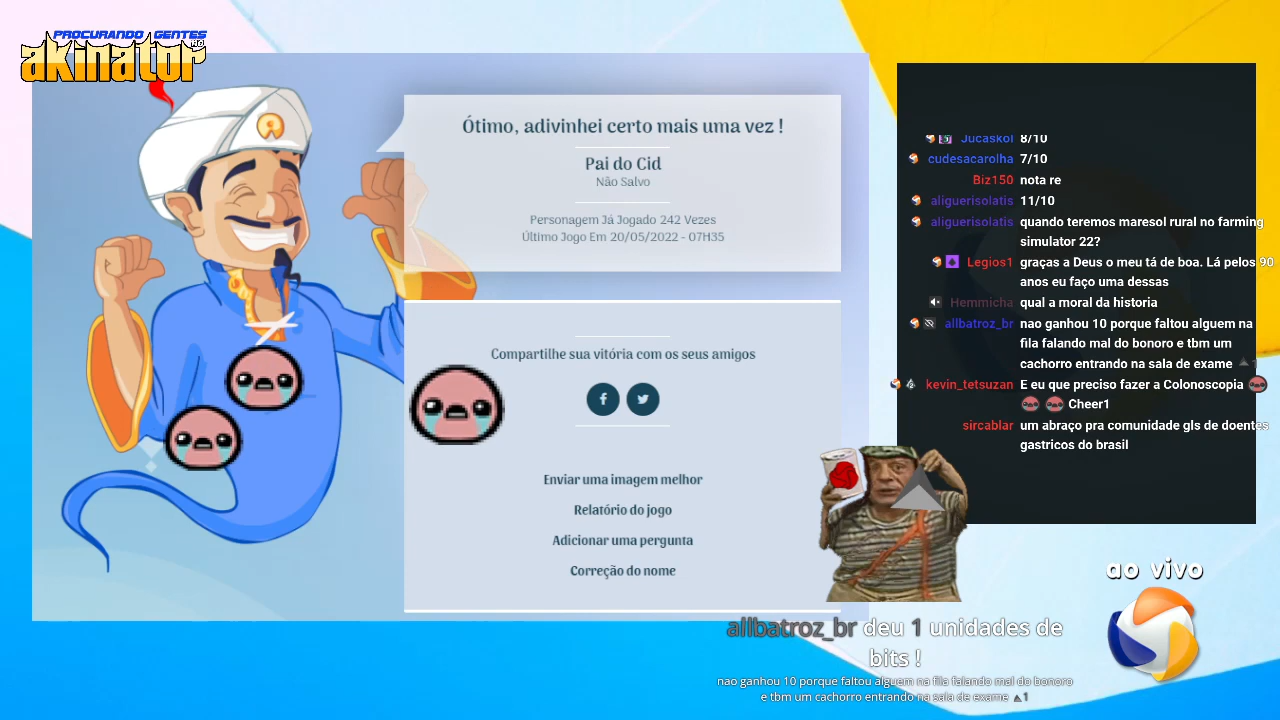 PROCURANDO GENTES
akinator
Ótimo, adivinhei certo mais uma vez !
Pai do Cid
Não Salvo
Personagem Já Jogado 242 Vezes
Último Jogo Em 20/05/2022 - 07H35
Compartilhe sua vitória com os seus amigos
Enviar uma imagem melhor
Relatório do jogo
Adicionar uma pergunta
Correção do nome
Jucaskol 8/10
cudesacarolha 7/10
Biz150 nota re
aliguerisolatis 11/10
aliguerisolatis quando teremos maresol rural no farming
simulator 22?
Legios1 graças a Deus o meu tá de boa. Lá pelos 90
anos eu faço uma dessas
Hemmicha qual a moral da historia
allbatroz_br nao ganhou 10 porque faltou alguem na
fila falando mal do bonoro e tbm um
cachorro entrando na sala de exame 1
kevin_tetsuzan E eu que preciso fazer a Colonoscopia
Cheer1
sircablar um abraço pra comunidade gls de doentes
gastricos do brasil
ao vivo
allbatroz_br deu 1 unidades de
bits !
nao ganhou 10 porque faltou alguem na fila falando mal do bonoro
e tbm um cachorro entrando na sala de exame 1